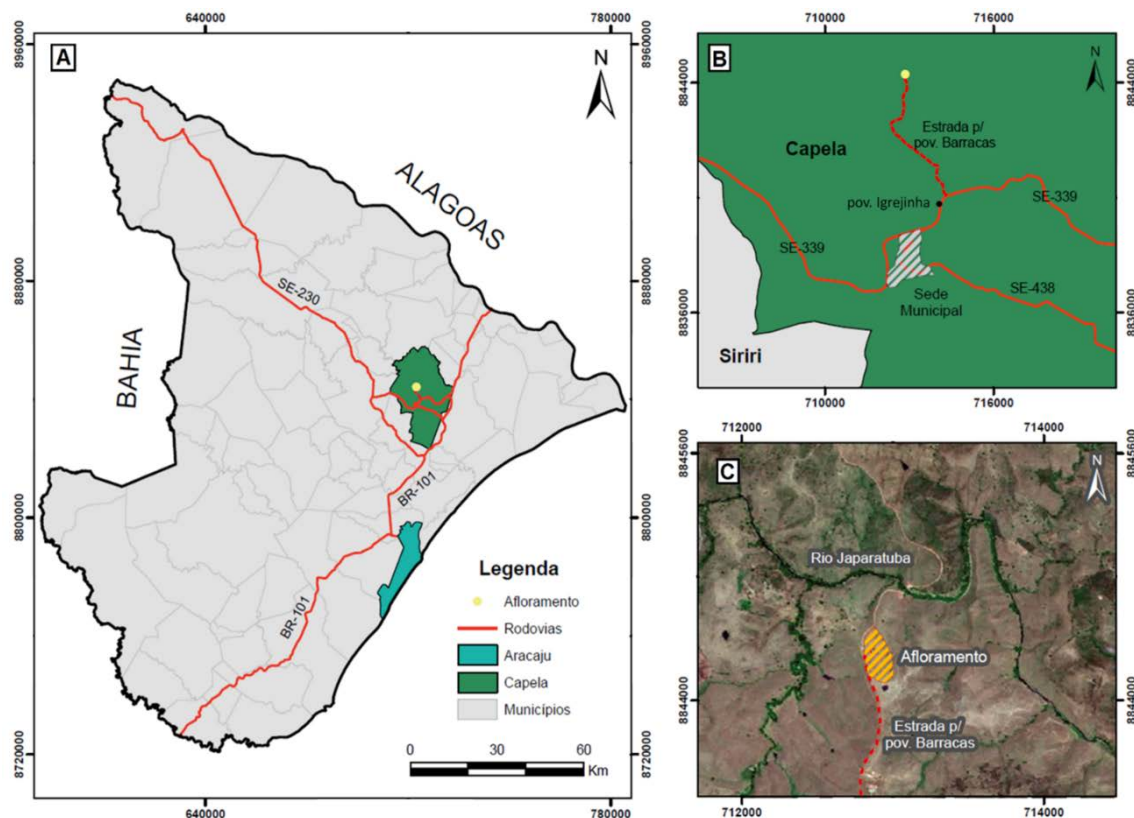 640000
780000
8960000
8960000
A
N
ALAGOAS
BAHIA
SE-230
8880000
8880000
BR-101
8800000
8800000
BR-101
Legenda
Afloramento
Rodovias
Aracaju
Capela
Municípios
0
30
60
Km
8720000
8720000
640000
780000
710000
716000
B
N
8844000
8844000
Estrada p/
pov. Barracas
Capela
pov. Igrejinha
SE-339
SE-339
SE-438
Sede
Municipal
8836000
8836000
Siriri
710000
716000
712000
714000
8845600
8845600
C
N
Rio Japaratuba
Afloramento
8844000
8844000
Estrada p/
pov. Barracas
712000
714000